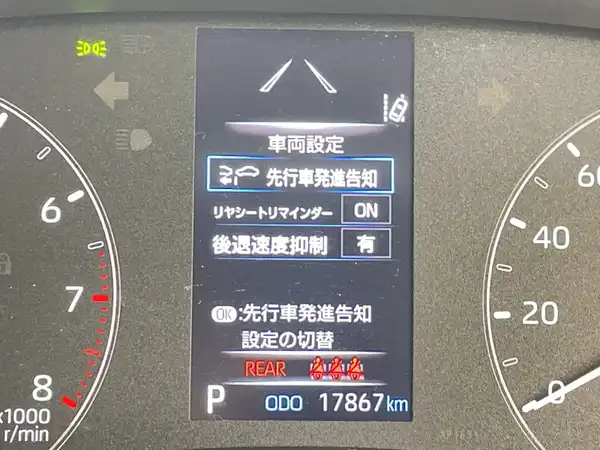 車両設定
先行車発進告知
リヤシートリマインダー ON
後退速度抑制 有
OK:先行車発進告知
設定の切替
REAR
P ODO 17867km
6
7
8
x1000
r/min
60
40
20
0